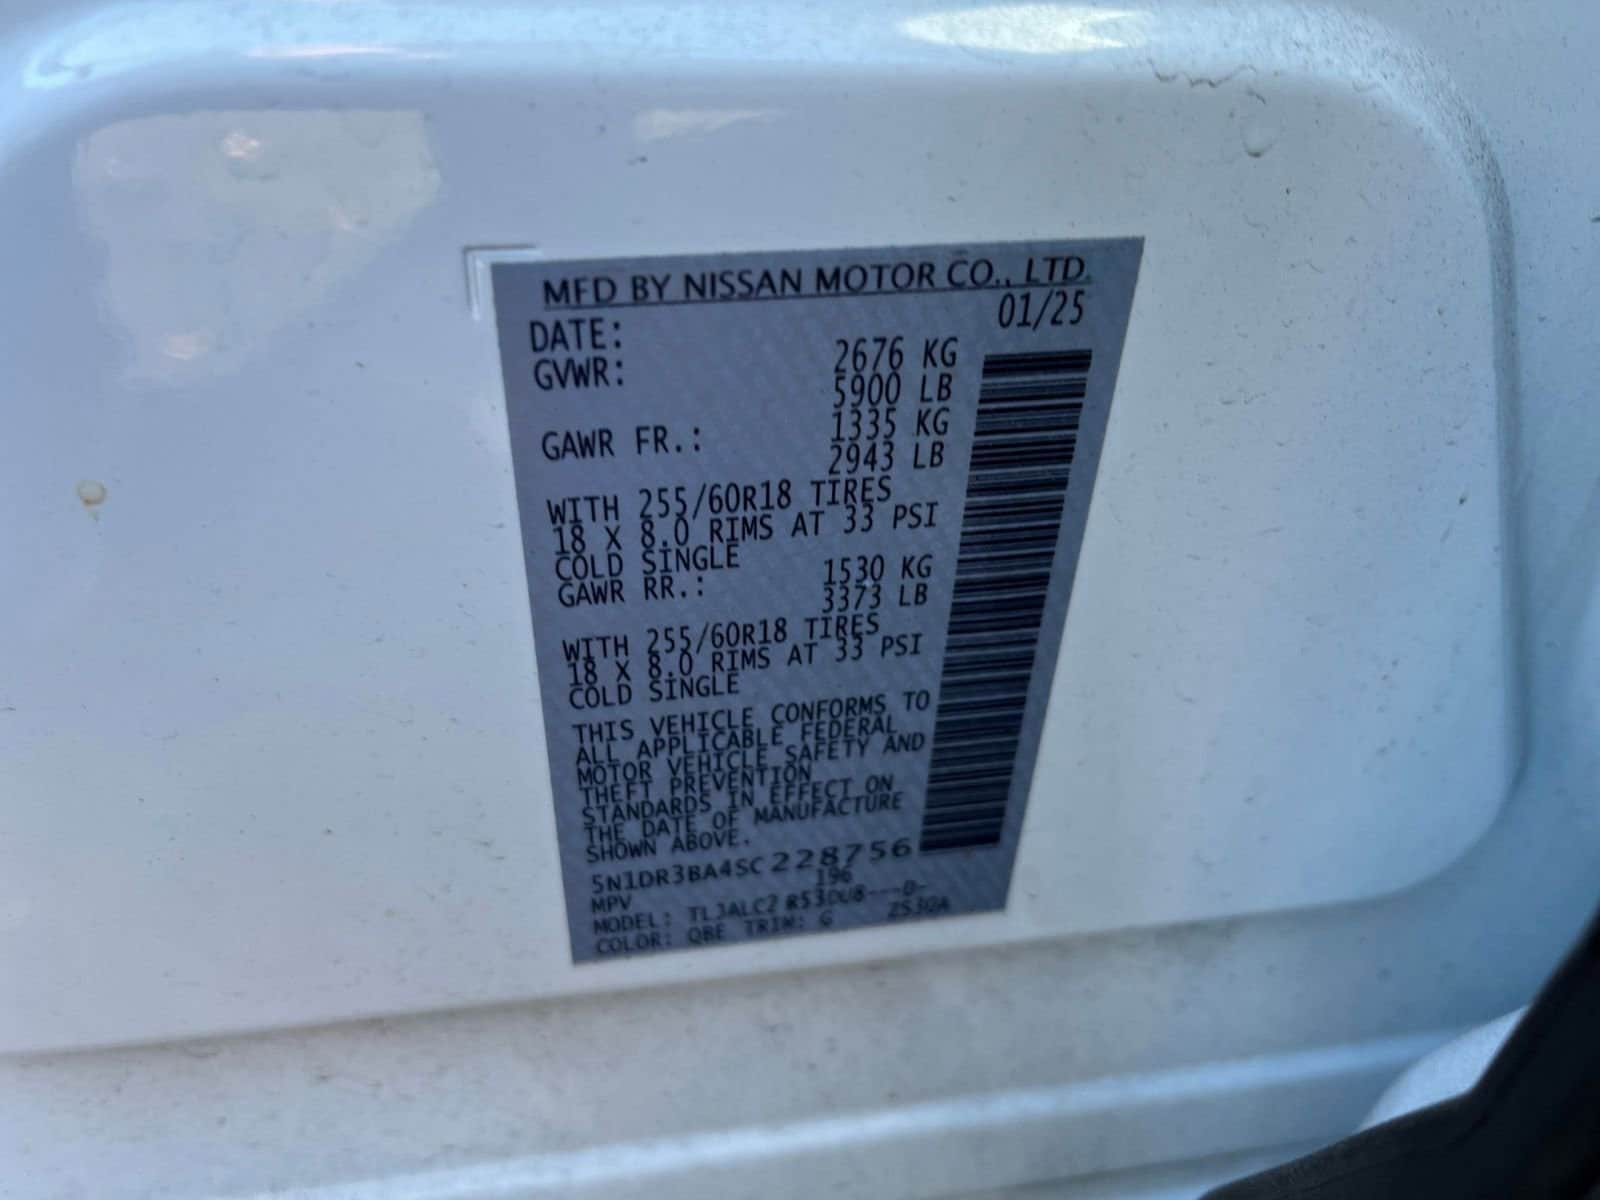 MFD BY NISSAN MOTOR CO., LTD.
DATE: 01/25
GVWR: 2676 KG
5900 LB
GAWR FR.: 1335 KG
2943 LB
WITH 255/60R18 TIRES
18 X 8.0 RIMS AT 33 PSI
COLD SINGLE
GAWR RR.: 1530 KG
3373 LB
WITH 255/60R18 TIRES
18 X 8.0 RIMS AT 33 PSI
COLD SINGLE
THIS VEHICLE CONFORMS TO
ALL APPLICABLE FEDERAL
MOTOR VEHICLE SAFETY AND
THEFT PREVENTION
STANDARDS IN EFFECT ON
THE DATE OF MANUFACTURE
SHOWN ABOVE.
5N1DR3BA4SC228756
MPV 196
MODEL: TL3ALC2 R53DU8---D-
COLOR: QBE TRIM: G